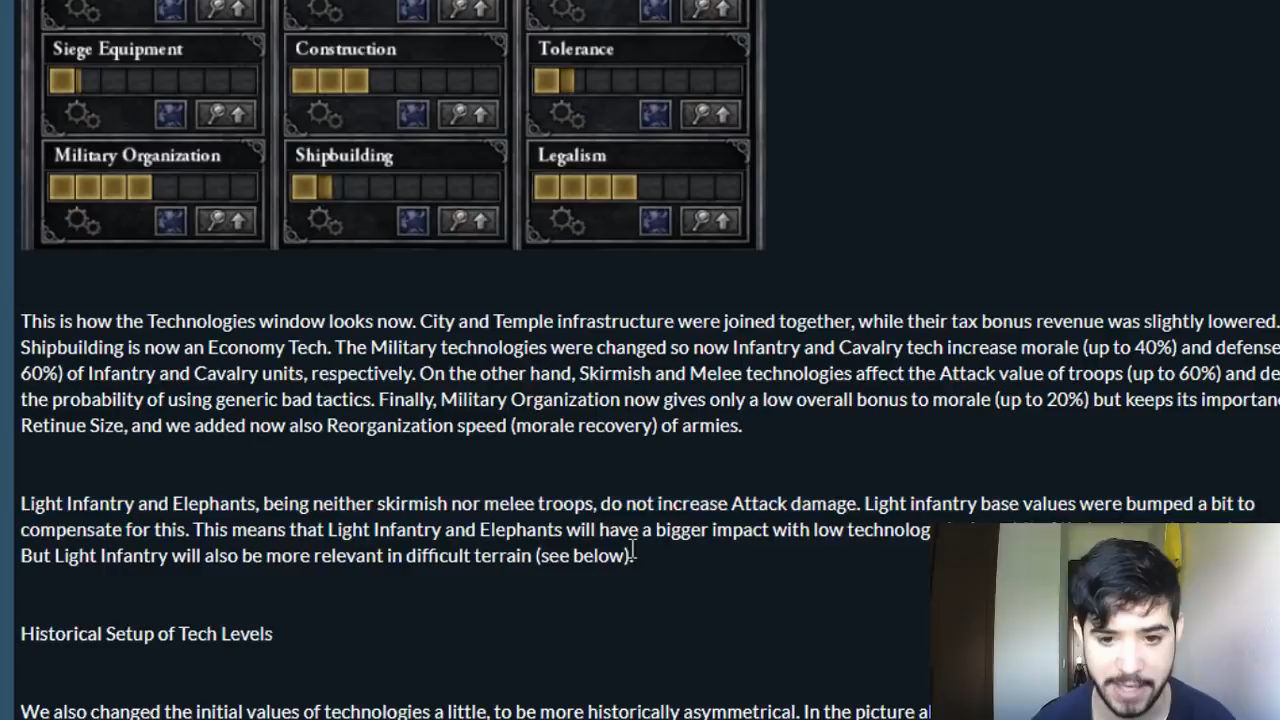 Siege Equipment
Construction
Tolerance
Military Organization
Shipbuilding
Legalism
This is how the Technologies window looks now. City and Temple infrastructure were joined together, while their tax bonus revenue was slightly lowered.
Shipbuilding is now an Economy Tech. The Military technologies were changed so now Infantry and Cavalry tech increase morale (up to 40%) and defense
60%) of Infantry and Cavalry units, respectively. On the other hand, Skirmish and Melee technologies affect the Attack value of troops (up to 60%) and de
the probability of using generic bad tactics. Finally, Military Organization now gives only a low overall bonus to morale (up to 20%) but keeps its importan
Retinue Size, and we added now also Reorganization speed (morale recovery) of armies.
Light Infantry and Elephants, being neither skirmish nor melee troops, do not increase Attack damage. Light infantry base values were bumped a bit to
compensate for this. This means that Light Infantry and Elephants will have a bigger impact with low technolog
But Light Infantry will also be more relevant in difficult terrain (see below).
Historical Setup of Tech Levels
We also changed the initial values of technologies a little, to be more historically asymmetrical. In the picture a